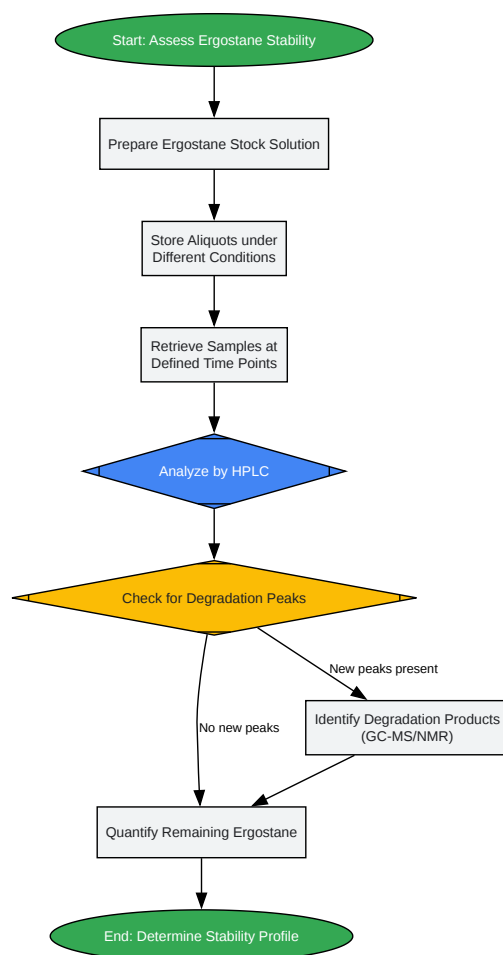 Start: Assess Ergostane Stability
Prepare Ergostane Stock Solution
Store Aliquots under
Different Conditions
Retrieve Samples at
Defined Time Points
Analyze by HPLC
Check for Degradation Peaks
New peaks present
Identify Degradation Products
(GC-MS/NMR)
No new peaks
Quantify Remaining Ergostane
End: Determine Stability Profile